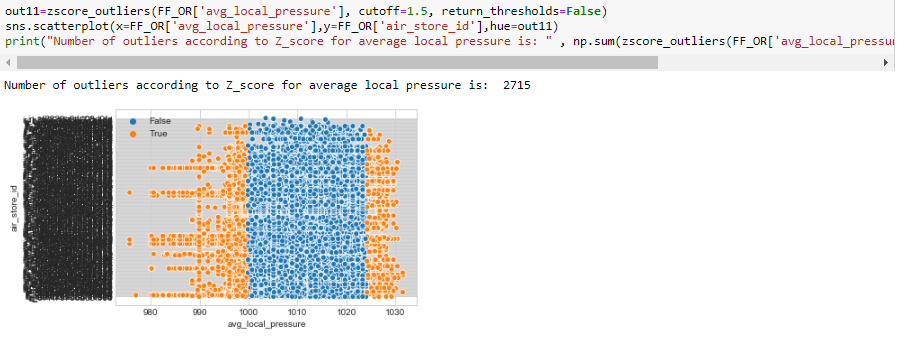 out11=zscore_outliers(FF_OR['avg_local_pressure'], cutoff=1.5, return_thresholds=False)
sns.scatterplot(x=FF_OR['avg_local_pressure'],y=FF_OR['air_store_id'],hue=out11)
print("Number of outliers according to Z_score for average local pressure is: " , np.sum(zscore_outliers(FF_OR['avg_local_pressu
Number of outliers according to Z_score for average local pressure is:  2715
False
True
air_store_id
980 990 1000 1010 1020 1030
avg_local_pressure